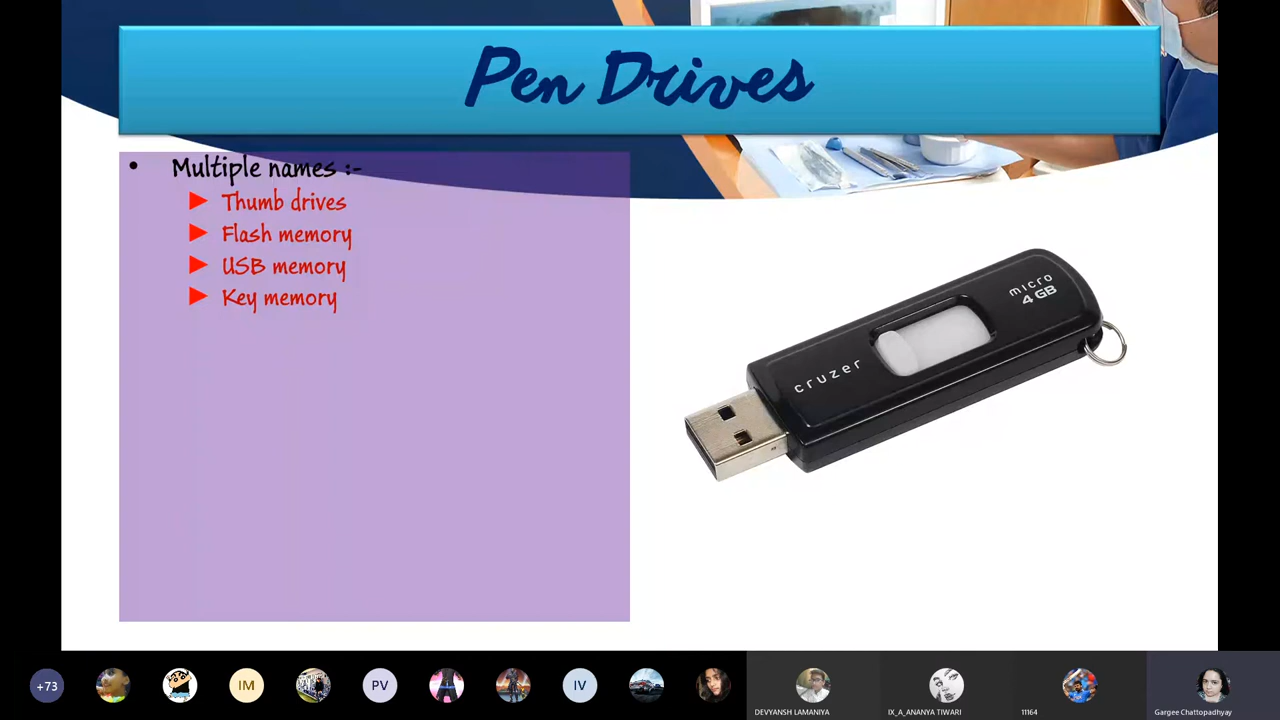 Pen Drives
• Multiple names :-
Thumb drives
Flash memory
USB memory
Key memory
micro
4 GB
cruzer
+73
IM
PV
IV
DEVYANSH LAMANIYA
IX_A_ANANYA TIWARI
11164
Gargee Chattopadhyay